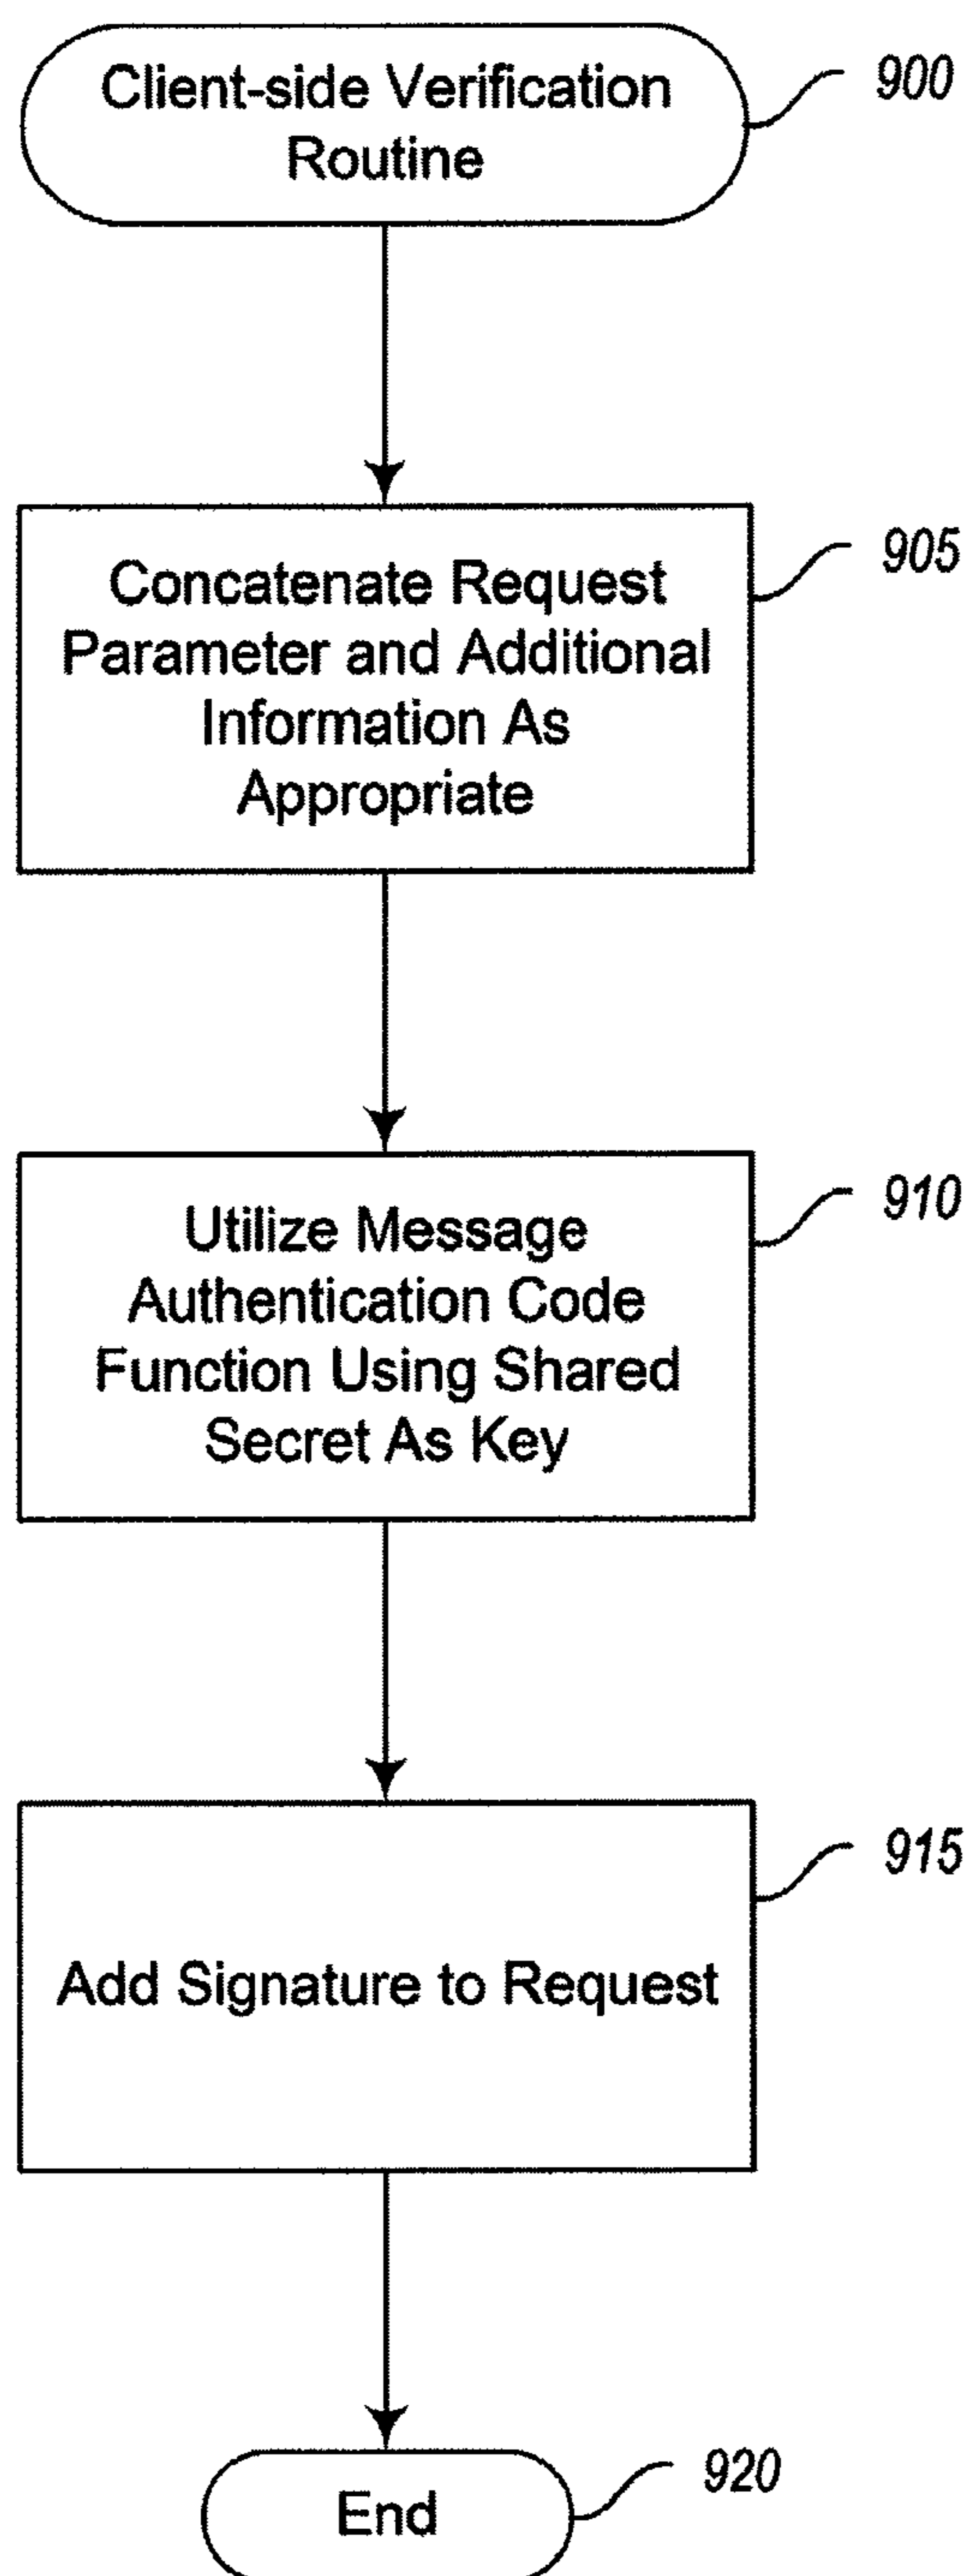 Client-side Verification
Routine
900
Concatenate Request
Parameter and Additional
Information As
Appropriate
905
Utilize Message
Authentication Code
Function Using Shared
Secret As Key
910
Add Signature to Request
915
End
920